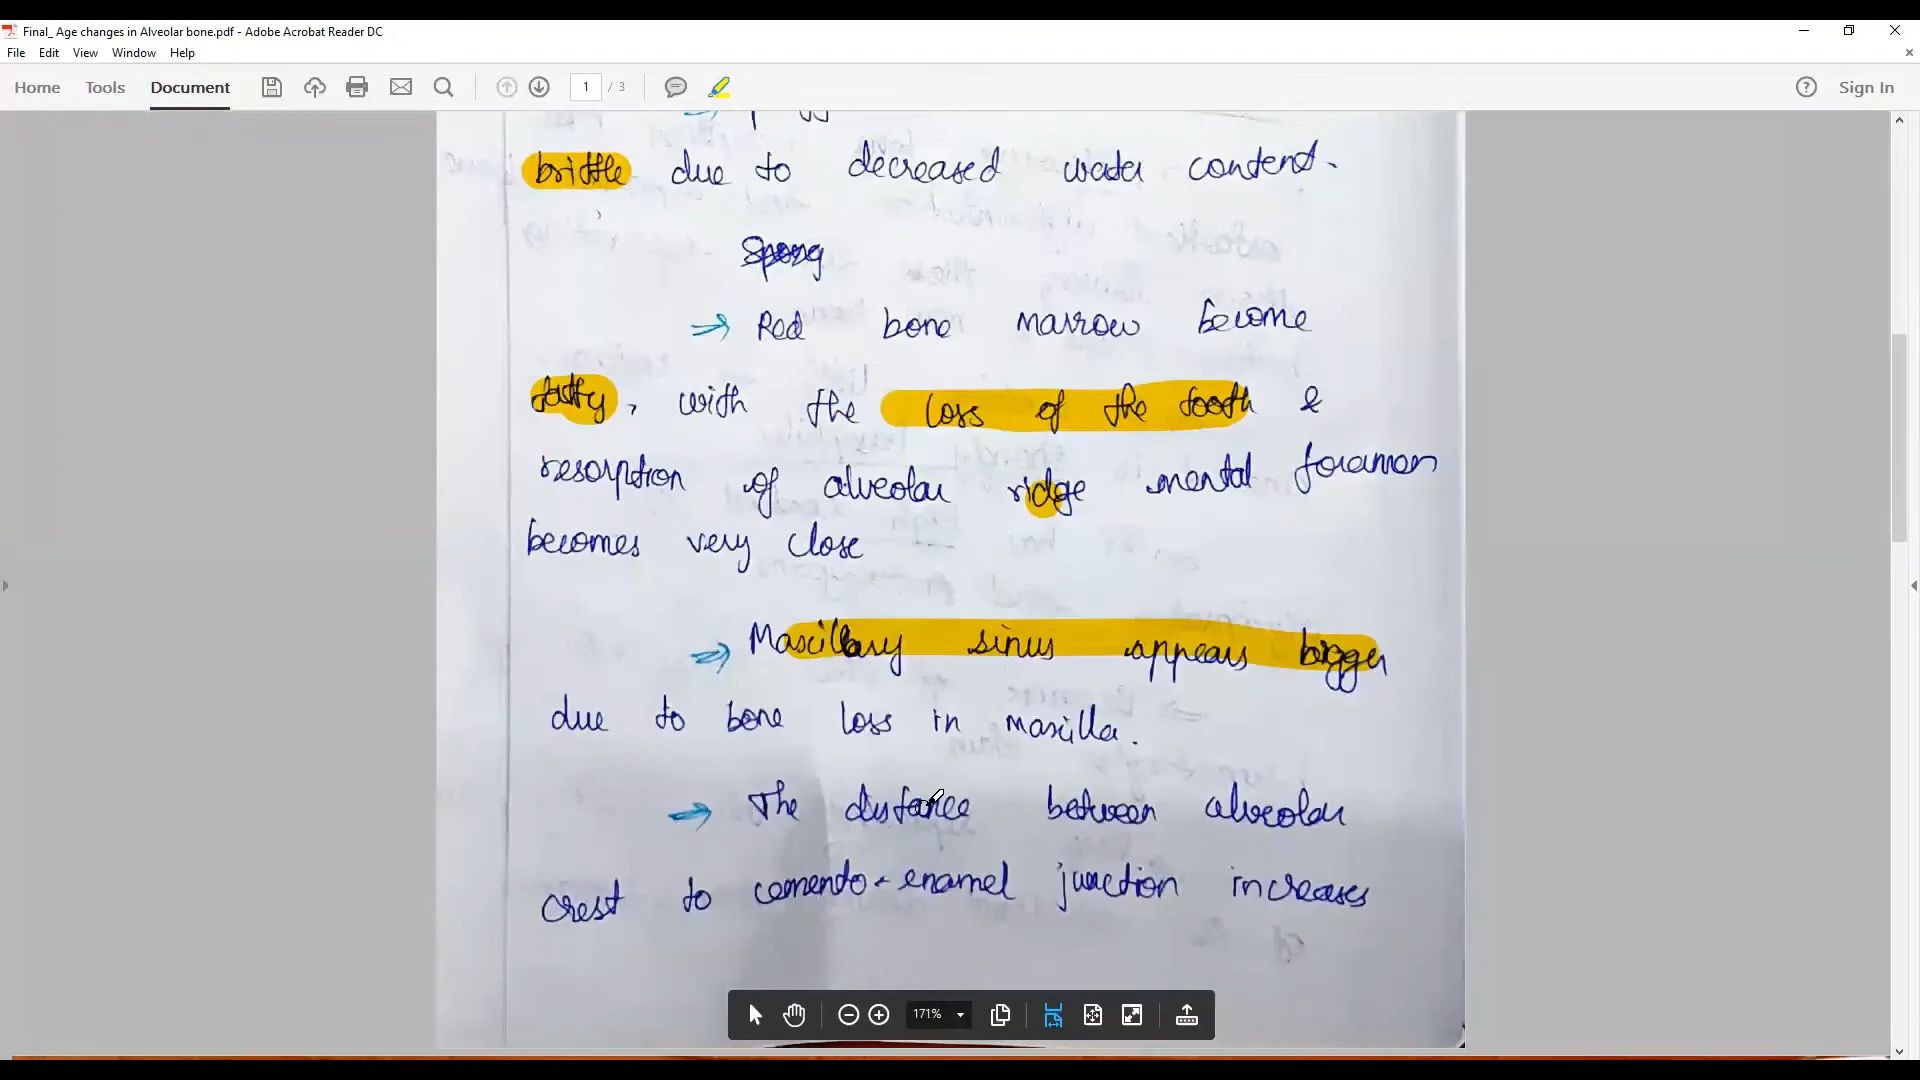 Final_ Age changes in Alveolar bone.pdf - Adobe Acrobat Reader DC
File Edit View Window Help
Home Tools Document 1 / 3 Sign In
brittle due to decreased water content.
Spong
→ Red bone marrow become
fatty, with the loss of the tooth &
resorption of alveolar ridge mental foramen
becomes very close
→ Maxillary sinus appears bigger
due to bone loss in maxilla.
→ The distance between alveolar
crest to cemento-enamel junction increases
171%